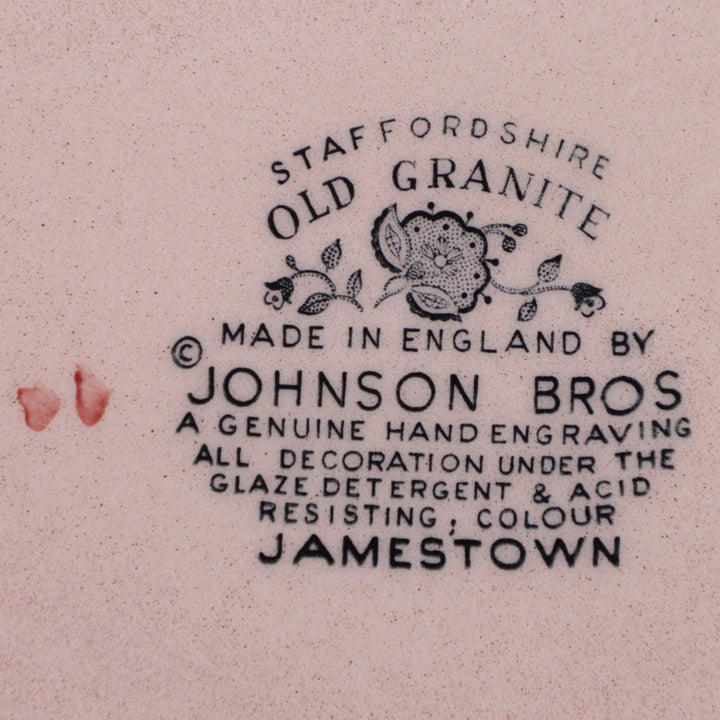 STAFFORDSHIRE
OLD GRANITE
MADE IN ENGLAND BY
© JOHNSON BROS
A GENUINE HAND ENGRAVING
ALL DECORATION UNDER THE
GLAZE DETERGENT & ACID
RESISTING; COLOUR
JAMESTOWN